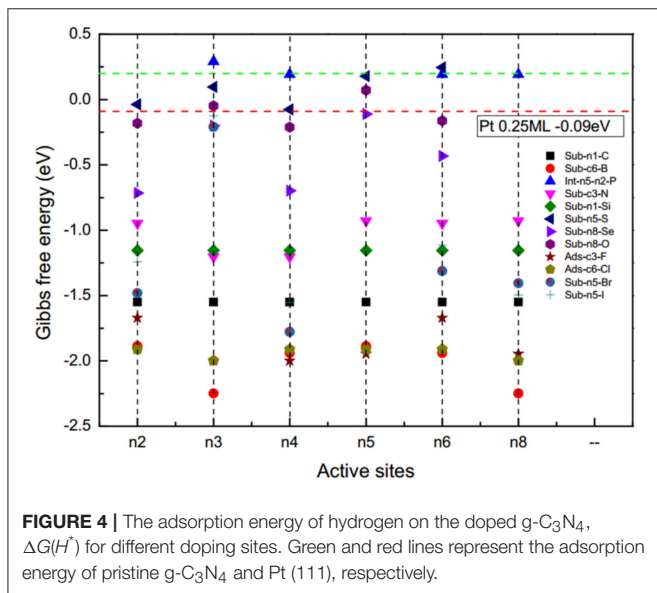 Gibbs free energy (eV)
0.5
0.0
-0.5
-1.0
-1.5
-2.0
-2.5
Pt 0.25ML -0.09eV
Sub-n1-C
Sub-c6-B
Int-n5-n2-P
Sub-c3-N
Sub-n1-Si
Sub-n5-S
Sub-n8-Se
Sub-n8-O
Ads-c3-F
Ads-c6-Cl
Sub-n5-Br
Sub-n5-I
n2 n3 n4 n5 n6 n8 --
Active sites
FIGURE 4 | The adsorption energy of hydrogen on the doped g-C₃N₄,
ΔG(H*) for different doping sites. Green and red lines represent the adsorption
energy of pristine g-C₃N₄ and Pt (111), respectively.